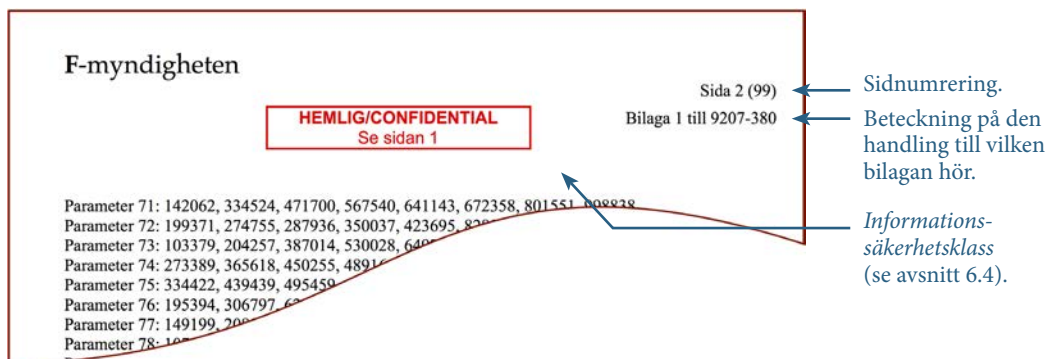 F-myndigheten
Sida 2 (99)
Bilaga 1 till 9207-380
HEMLIG/CONFIDENTIAL
Se sidan 1
Parameter 71: 142062, 334524, 471700, 567540, 641143, 672358, 801551, 998838
Parameter 72: 199371, 274755, 287936, 350037, 423695,
Parameter 73: 103379, 204257, 387014, 530028,
Parameter 74: 273389, 365618, 450255,
Parameter 75: 334422, 439439, 495459
Parameter 76: 195394, 306797,
Parameter 77: 149199,
Parameter 78:
Sidnumrering.
Beteckning på den
handling till vilken
bilagan hör.
Informations-
säkerhetsklass
(se avsnitt 6.4).